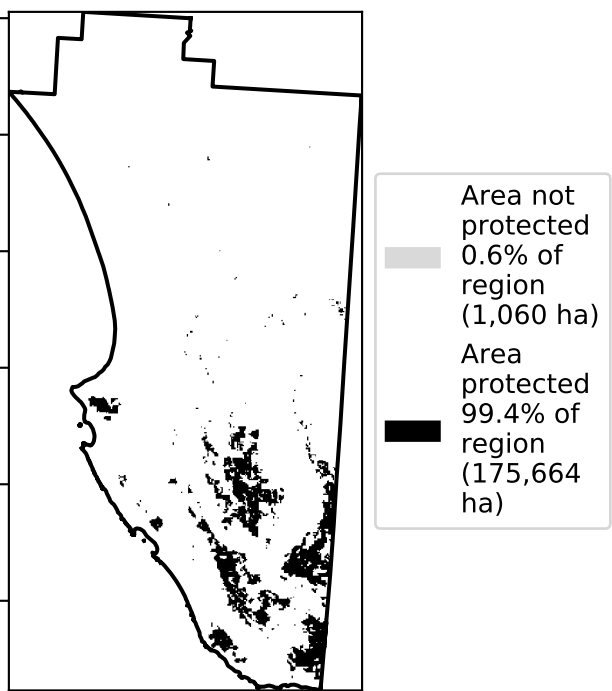 Area not
protected
0.6% of
region
(1,060 ha)
Area
protected
99.4% of
region
(175,664
ha)